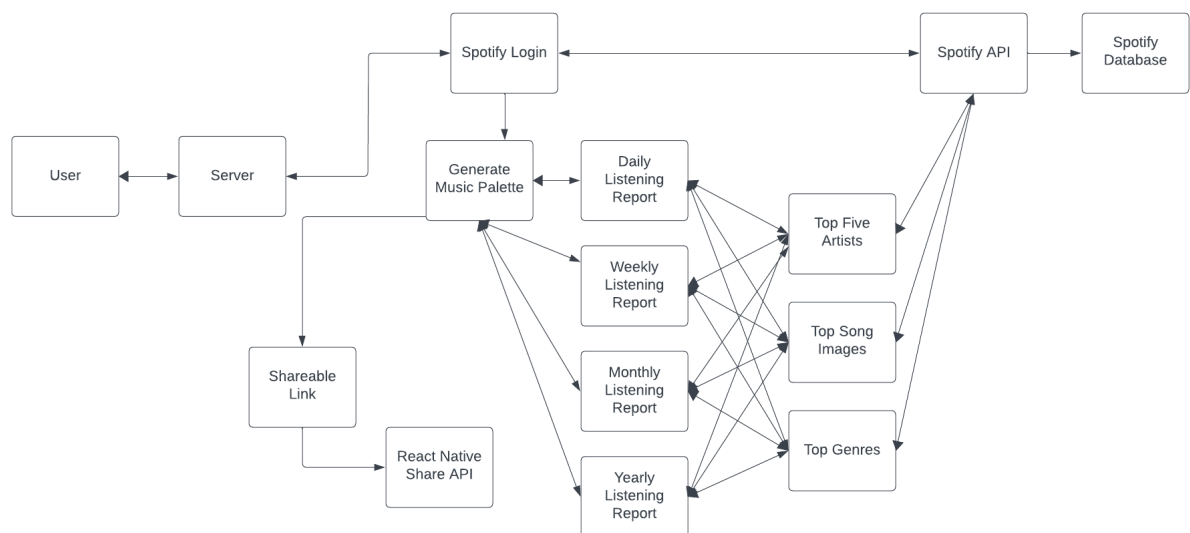 Spotify Login
Spotify API
Spotify
Database
User
Server
Generate
Music Palette
Daily
Listening
Report
Top Five
Artists
Weekly
Listening
Report
Top Song
Images
Shareable
Link
Monthly
Listening
Report
React Native
Share API
Top Genres
Yearly
Listening
Report